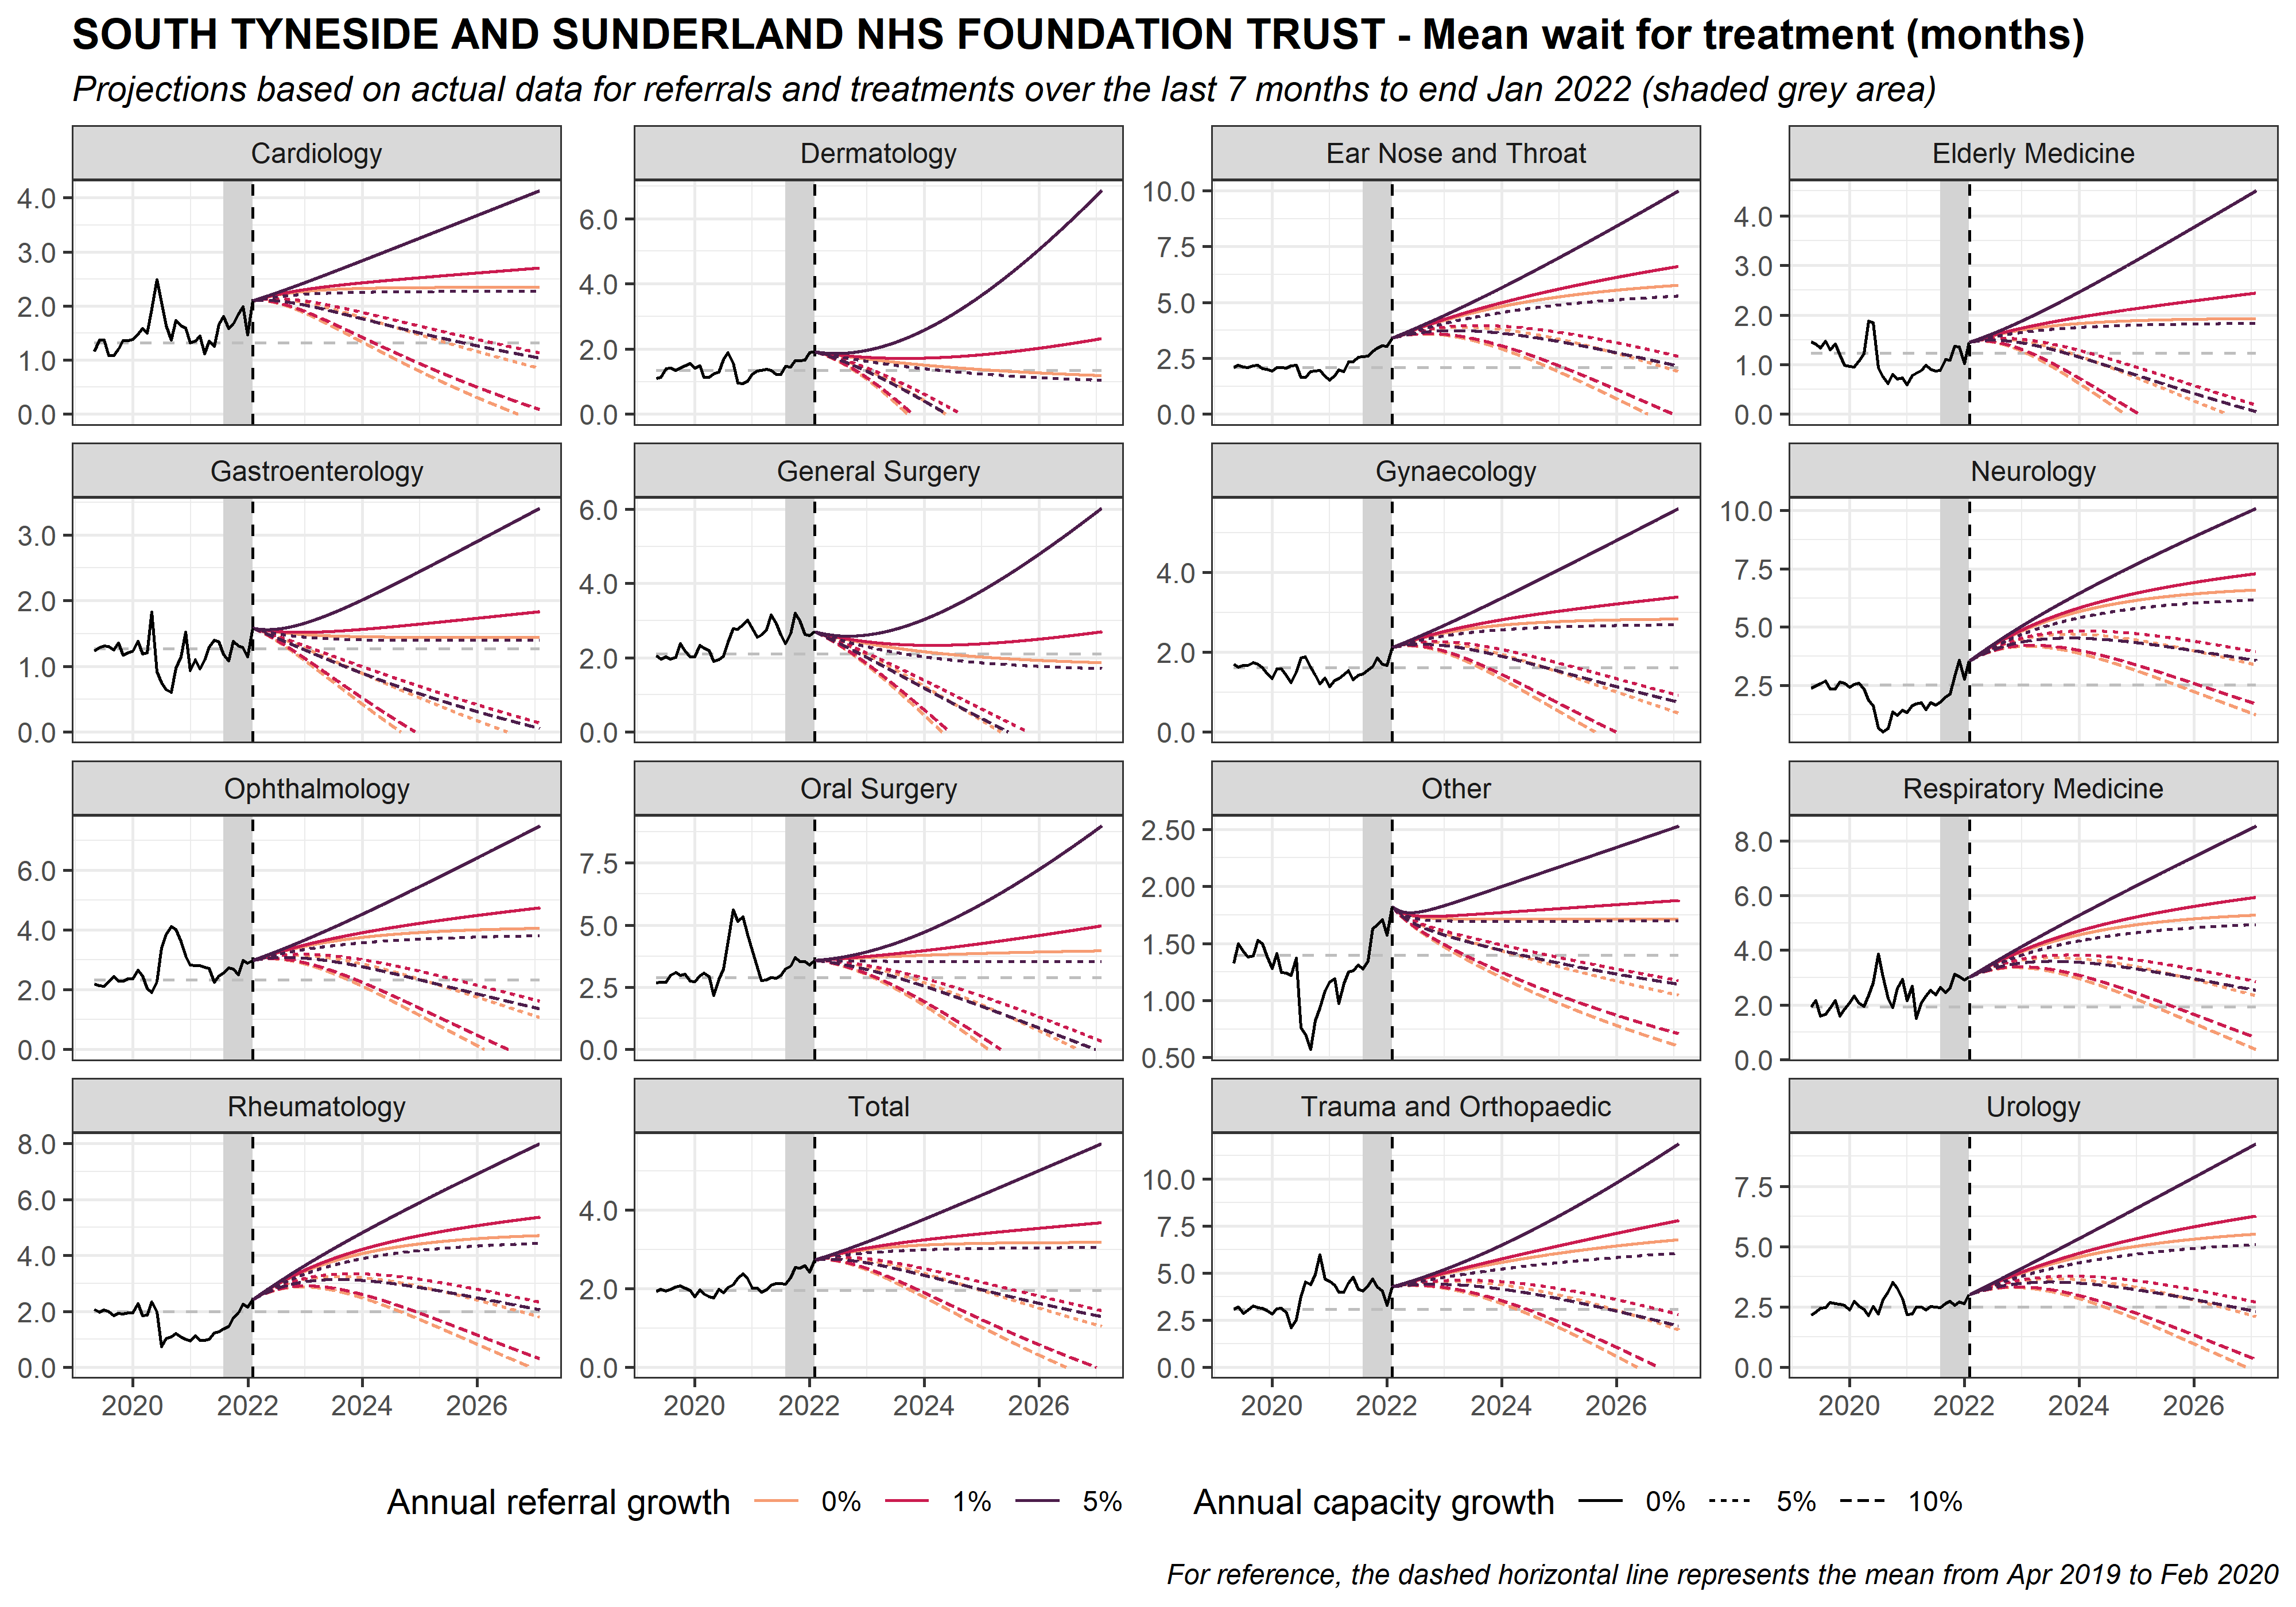 SOUTH TYNESIDE AND SUNDERLAND NHS FOUNDATION TRUST - Mean wait for treatment (months)
Projections based on actual data for referrals and treatments over the last 7 months to end Jan 2022 (shaded grey area)
Cardiology Dermatology Ear Nose and Throat Elderly Medicine
4.0 6.0 10.0 4.0
3.0 4.0 7.5 3.0
2.0 2.0 5.0 2.0
1.0 0.0 2.5 1.0
0.0 0.0 0.0
Gastroenterology General Surgery Gynaecology Neurology
3.0 6.0 4.0 10.0
2.0 4.0 2.0 7.5
1.0 2.0 0.0 5.0
0.0 0.0 2.5
Ophthalmology Oral Surgery Other Respiratory Medicine
6.0 7.5 2.50 8.0
4.0 5.0 2.00 6.0
2.0 2.5 1.50 4.0
0.0 0.0 1.00 2.0
0.50 0.0
Rheumatology Total Trauma and Orthopaedic Urology
8.0 4.0 10.0 7.5
6.0 2.0 7.5 5.0
4.0 0.0 5.0 2.5
2.0 2.5 0.0
0.0 0.0
2020 2022 2024 2026 2020 2022 2024 2026 2020 2022 2024 2026 2020 2022 2024 2026
Annual referral growth 0% 1% 5% Annual capacity growth 0% 5% 10%
For reference, the dashed horizontal line represents the mean from Apr 2019 to Feb 2020